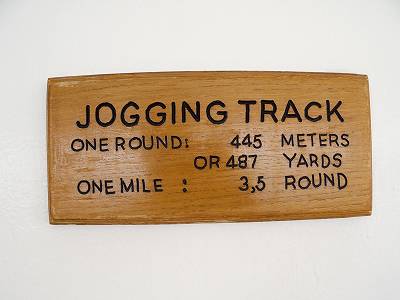 JOGGING TRACK
ONE ROUND: 445 METERS
OR 487 YARDS
ONE MILE : 3,5 ROUND